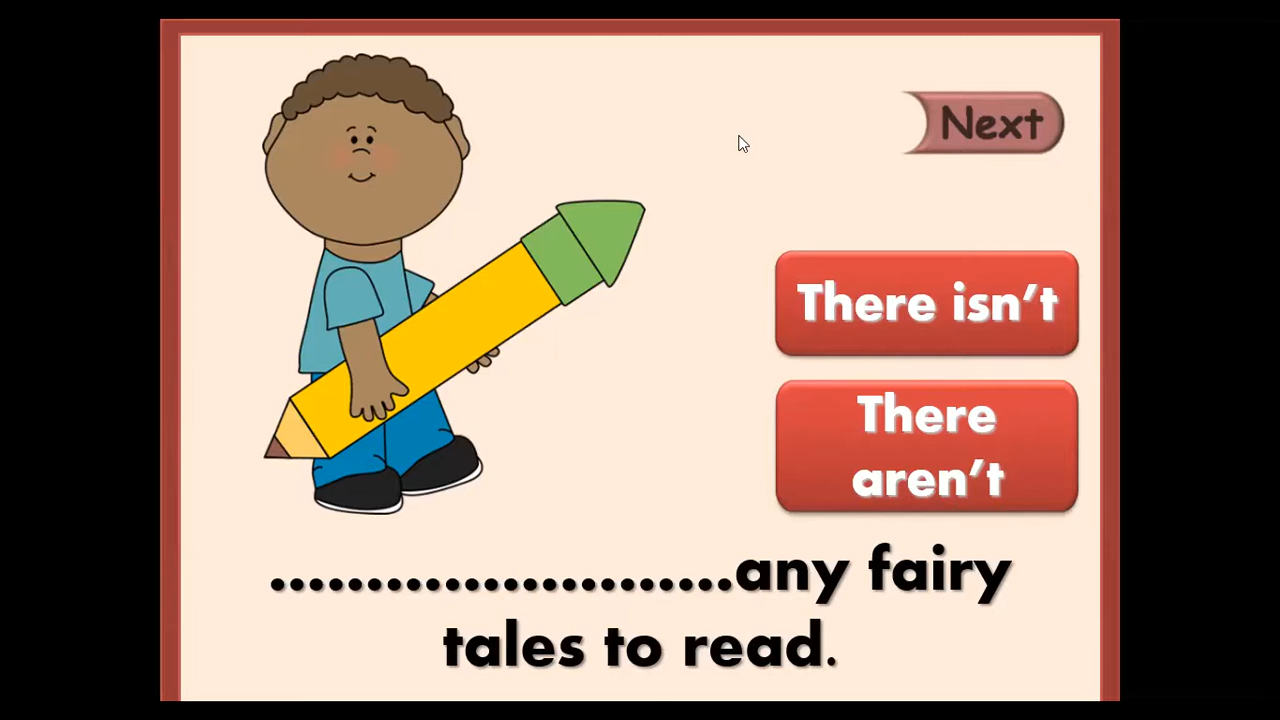 Next
There isn’t
There
aren’t
........................any fairy
tales to read.